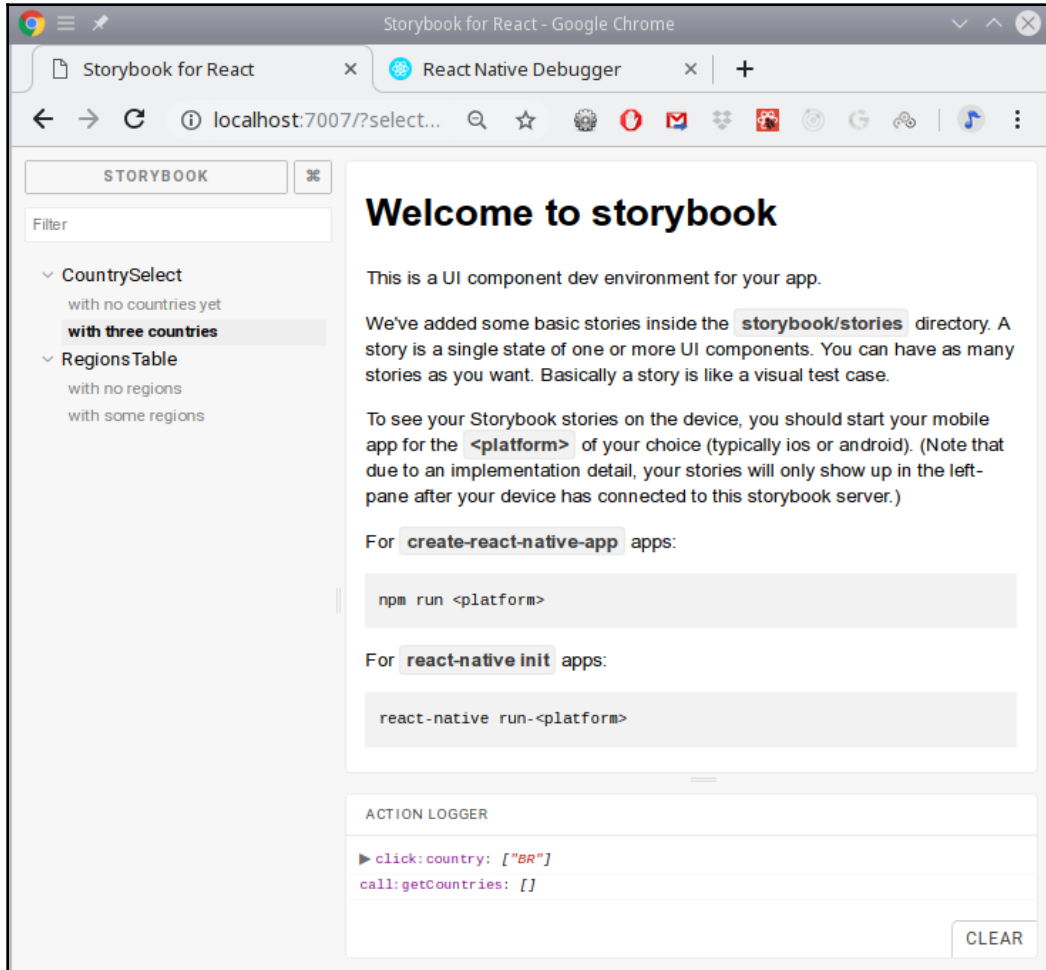 Storybook for React - Google Chrome
Storybook for React
React Native Debugger
localhost:7007/?select...
STORYBOOK
⌘
Filter
CountrySelect
with no countries yet
with three countries
RegionsTable
with no regions
with some regions
Welcome to storybook
This is a UI component dev environment for your app.
We've added some basic stories inside the storybook/stories directory. A
story is a single state of one or more UI components. You can have as many
stories as you want. Basically a story is like a visual test case.
To see your Storybook stories on the device, you should start your mobile
app for the <platform> of your choice (typically ios or android). (Note that
due to an implementation detail, your stories will only show up in the left-
pane after your device has connected to this storybook server.)
For create-react-native-app apps:
npm run <platform>
For react-native init apps:
react-native run-<platform>
ACTION LOGGER
▶ click:country: ["BR"]
call:getCountries: []
CLEAR